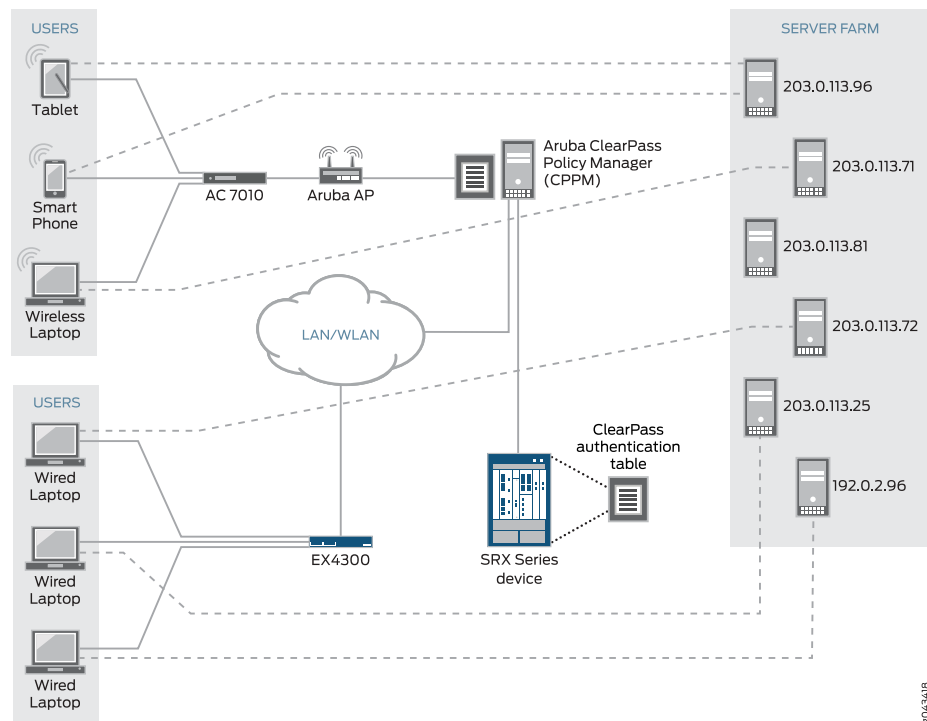 USERS
SERVER FARM
Tablet
Smart
Phone
Wireless
Laptop
AC 7010
Aruba AP
Aruba ClearPass
Policy Manager
(CPPM)
203.0.113.96
203.0.113.71
203.0.113.81
203.0.113.72
203.0.113.25
192.0.2.96
LAN/WLAN
USERS
Wired
Laptop
Wired
Laptop
Wired
Laptop
EX4300
SRX Series
device
ClearPass
authentication
table